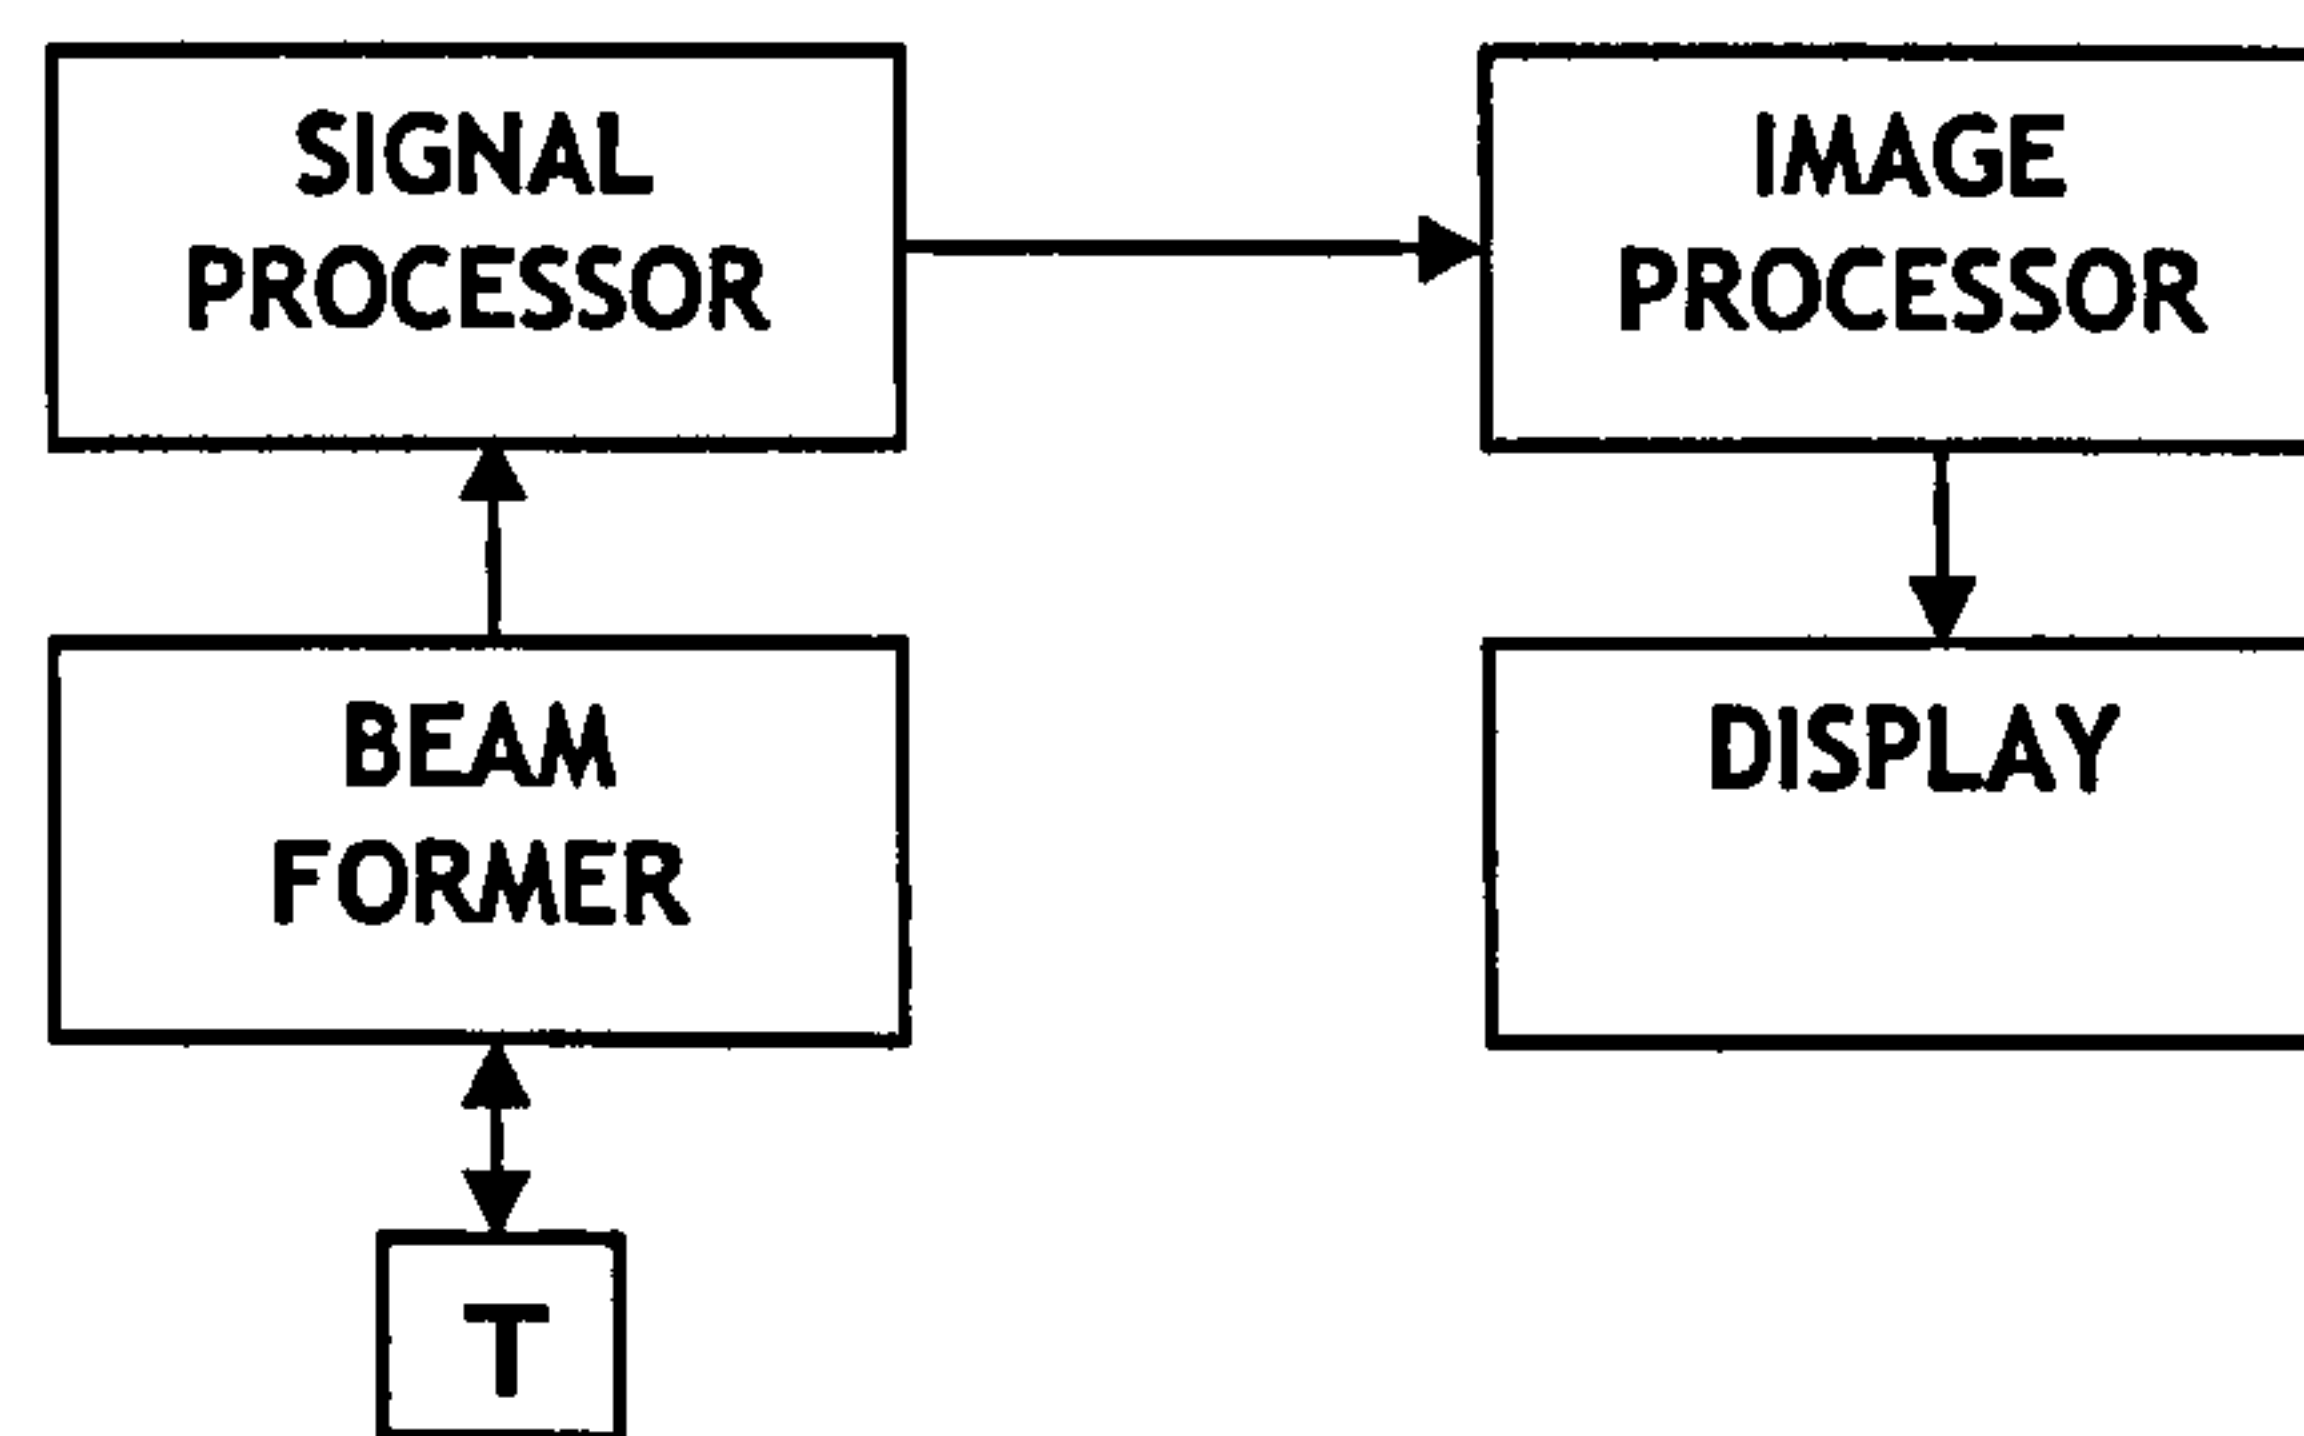 SIGNAL
PROCESSOR
IMAGE
PROCESSOR
BEAM
FORMER
DISPLAY
T